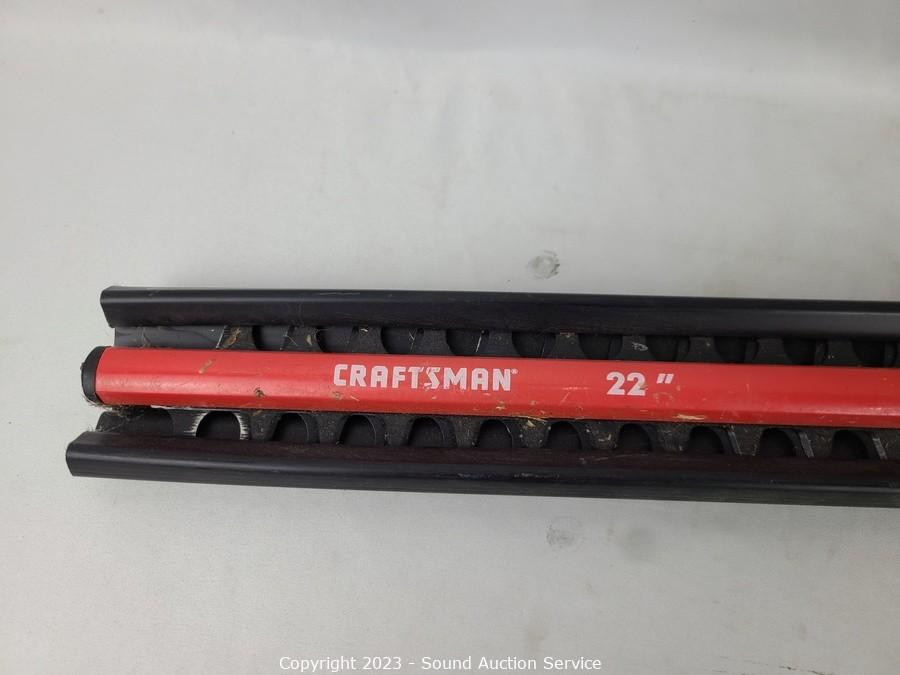 CRAFTSMAN® 22 "
Copyright 2023 - Sound Auction Service